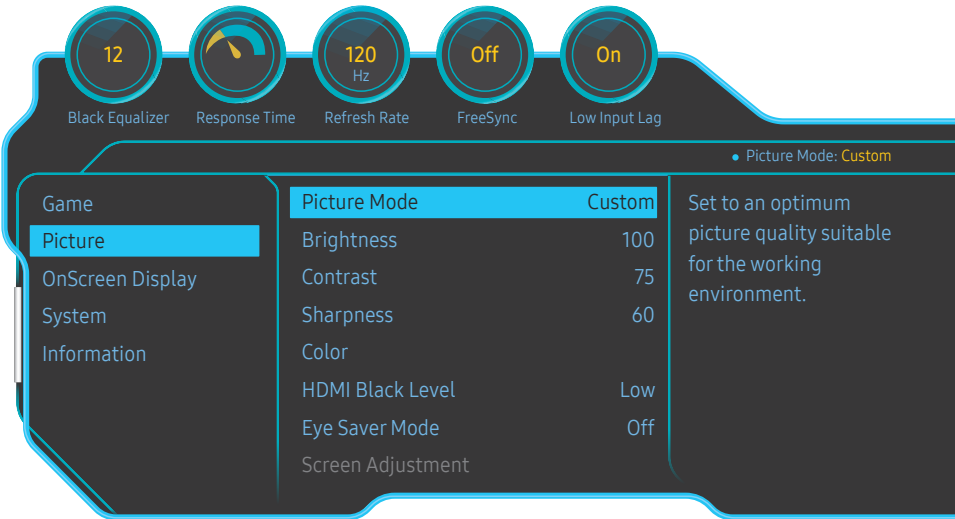 12
120
Hz
Off
On
Black Equalizer
Response Time
Refresh Rate
FreeSync
Low Input Lag
Picture Mode: Custom
Game
Picture
OnScreen Display
System
Information
Picture Mode Custom
Brightness 100
Contrast 75
Sharpness 60
Color
HDMI Black Level Low
Eye Saver Mode Off
Screen Adjustment
Set to an optimum
picture quality suitable
for the working
environment.